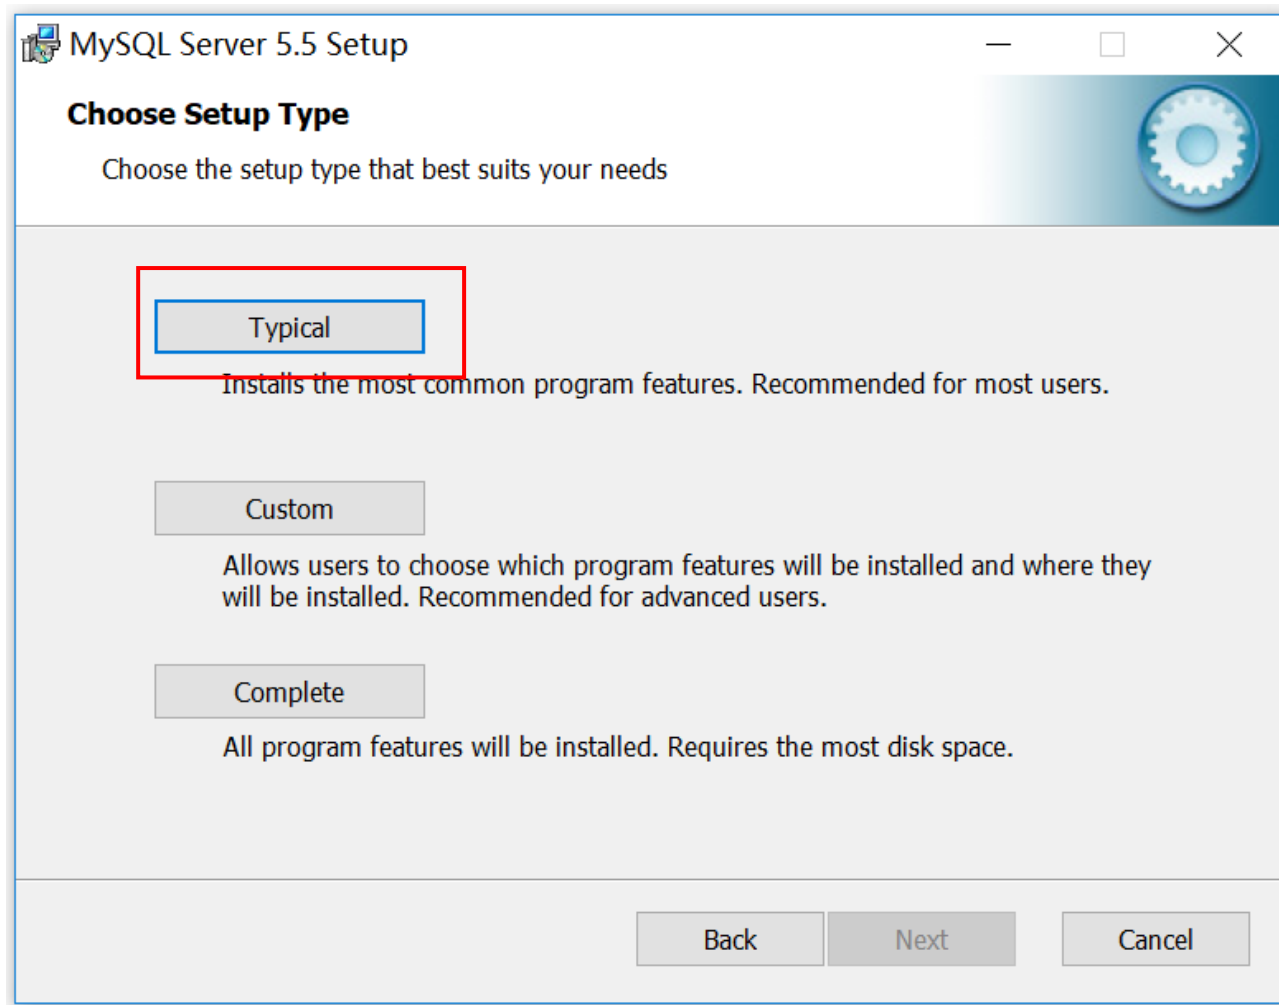 MySQL Server 5.5 Setup
Choose Setup Type
Choose the setup type that best suits your needs
Typical
Installs the most common program features. Recommended for most users.
Custom
Allows users to choose which program features will be installed and where they
will be installed. Recommended for advanced users.
Complete
All program features will be installed. Requires the most disk space.
Back Next Cancel